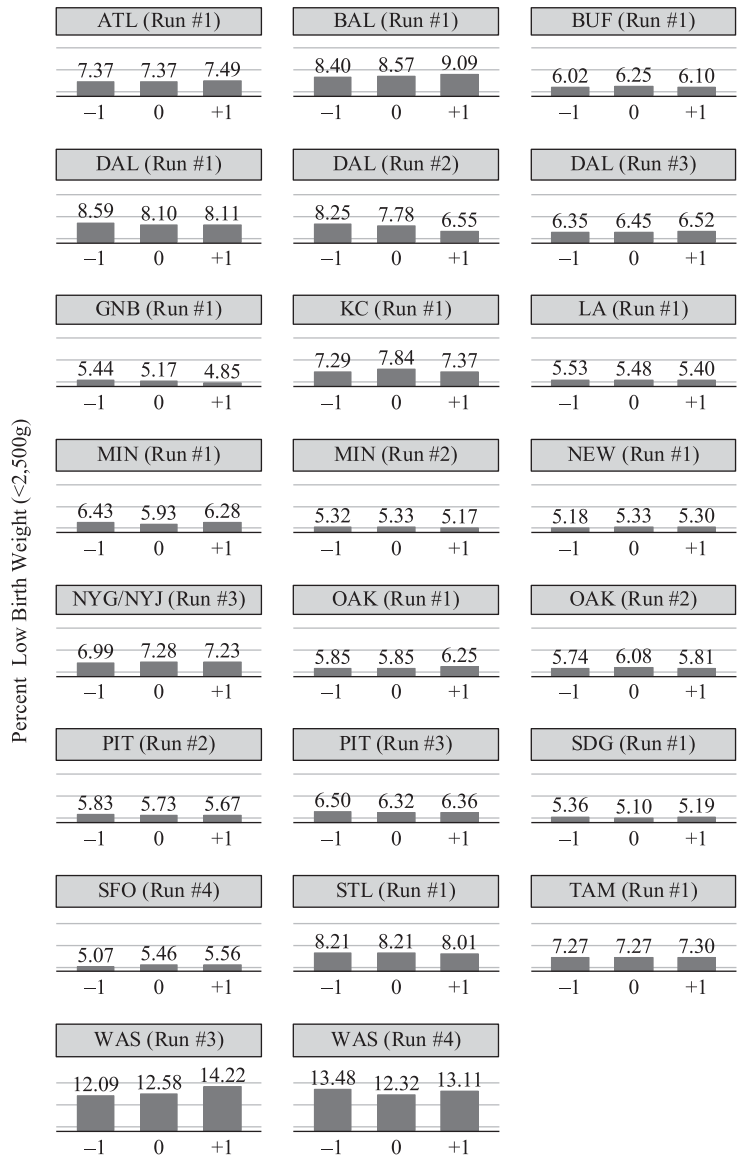 ATL (Run #1) BAL (Run #1) BUF (Run #1)
7.37 7.37 7.49 8.40 8.57 9.09 6.02 6.25 6.10
–1 0 +1 –1 0 +1 –1 0 +1
DAL (Run #1) DAL (Run #2) DAL (Run #3)
8.59 8.10 8.11 8.25 7.78 6.55 6.35 6.45 6.52
–1 0 +1 –1 0 +1 –1 0 +1
GNB (Run #1) KC (Run #1) LA (Run #1)
5.44 5.17 4.85 7.29 7.84 7.37 5.53 5.48 5.40
–1 0 +1 –1 0 +1 –1 0 +1
Percent Low Birth Weight (<2,500g)
MIN (Run #1) MIN (Run #2) NEW (Run #1)
6.43 5.93 6.28 5.32 5.33 5.17 5.18 5.33 5.30
–1 0 +1 –1 0 +1 –1 0 +1
NYG/NYJ (Run #3) OAK (Run #1) OAK (Run #2)
6.99 7.28 7.23 5.85 5.85 6.25 5.74 6.08 5.81
–1 0 +1 –1 0 +1 –1 0 +1
PIT (Run #2) PIT (Run #3) SDG (Run #1)
5.83 5.73 5.67 6.50 6.32 6.36 5.36 5.10 5.19
–1 0 +1 –1 0 +1 –1 0 +1
SFO (Run #4) STL (Run #1) TAM (Run #1)
5.07 5.46 5.56 8.21 8.21 8.01 7.27 7.27 7.30
–1 0 +1 –1 0 +1 –1 0 +1
WAS (Run #3) WAS (Run #4)
12.09 12.58 14.22 13.48 12.32 13.11
–1 0 +1 –1 0 +1